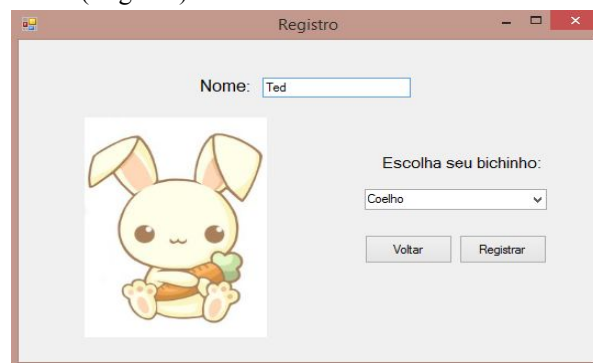 Registro
Nome: Ted
Escolha seu bichinho:
Coelho
Voltar Registrar